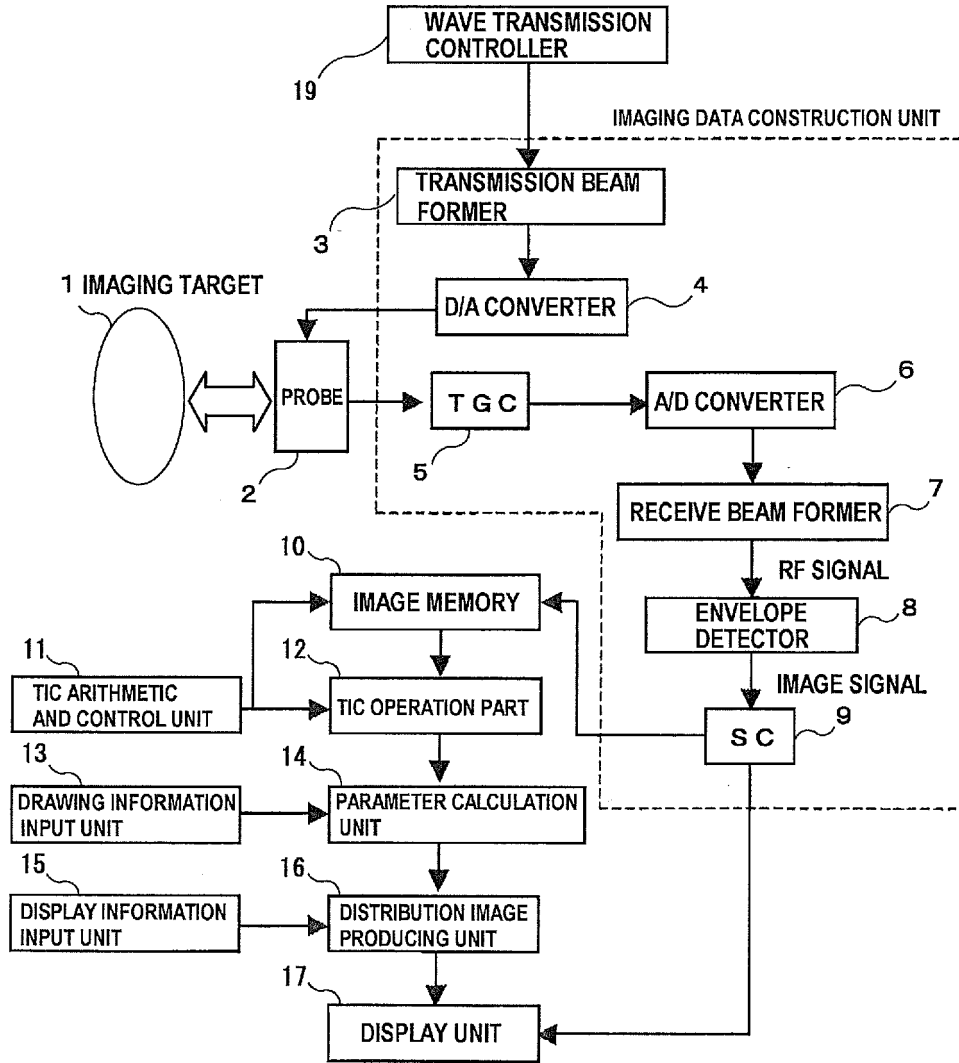 WAVE TRANSMISSION
CONTROLLER
19
IMAGING DATA CONSTRUCTION UNIT
TRANSMISSION BEAM
FORMER
3
D/A CONVERTER
4
1 IMAGING TARGET
PROBE
2
TGC
5
A/D CONVERTER
6
RECEIVE BEAM FORMER
7
RF SIGNAL
ENVELOPE
DETECTOR
8
IMAGE SIGNAL
SC
9
10
IMAGE MEMORY
11
TIC ARITHMETIC
AND CONTROL UNIT
12
TIC OPERATION PART
13
DRAWING INFORMATION
INPUT UNIT
14
PARAMETER CALCULATION
UNIT
15
DISPLAY INFORMATION
INPUT UNIT
16
DISTRIBUTION IMAGE
PRODUCING UNIT
17
DISPLAY UNIT